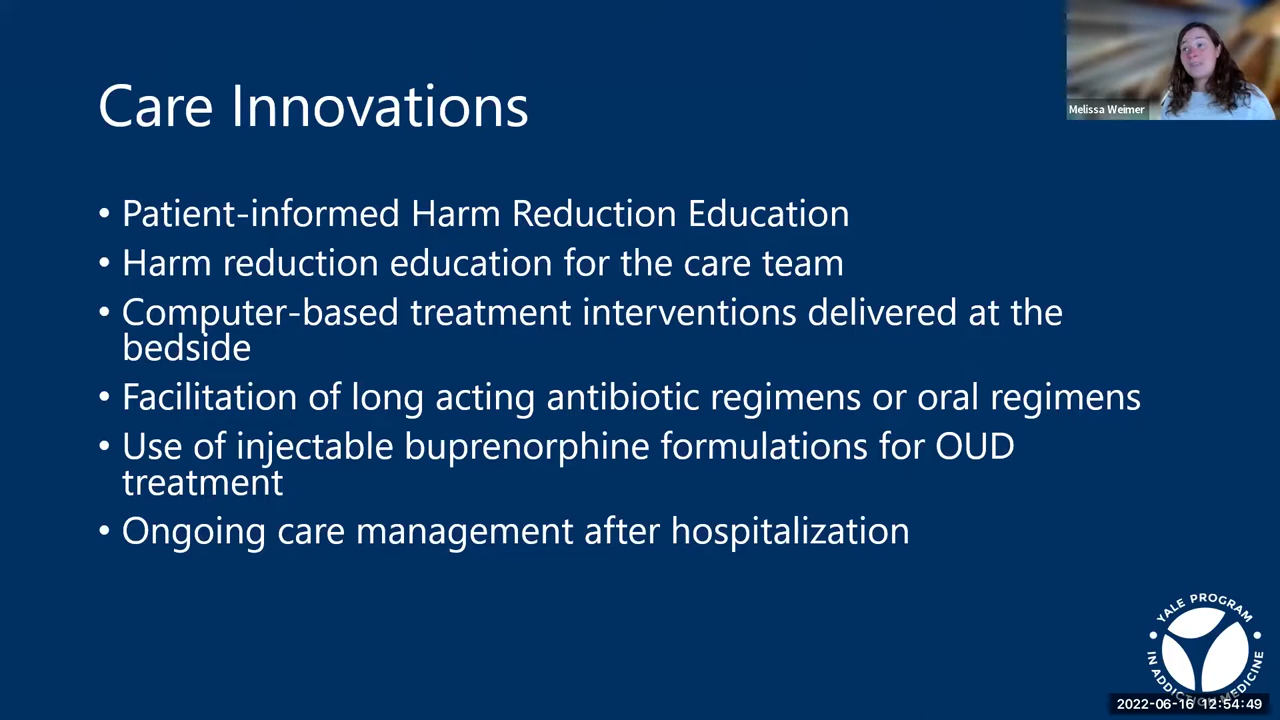 Care Innovations
Melissa Weimer
• Patient-informed Harm Reduction Education
• Harm reduction education for the care team
• Computer-based treatment interventions delivered at the
bedside
• Facilitation of long acting antibiotic regimens or oral regimens
• Use of injectable buprenorphine formulations for OUD
treatment
• Ongoing care management after hospitalization
YALE PROGRAM
IN ADDICTION MEDICINE
2022-06-16 12:54:49